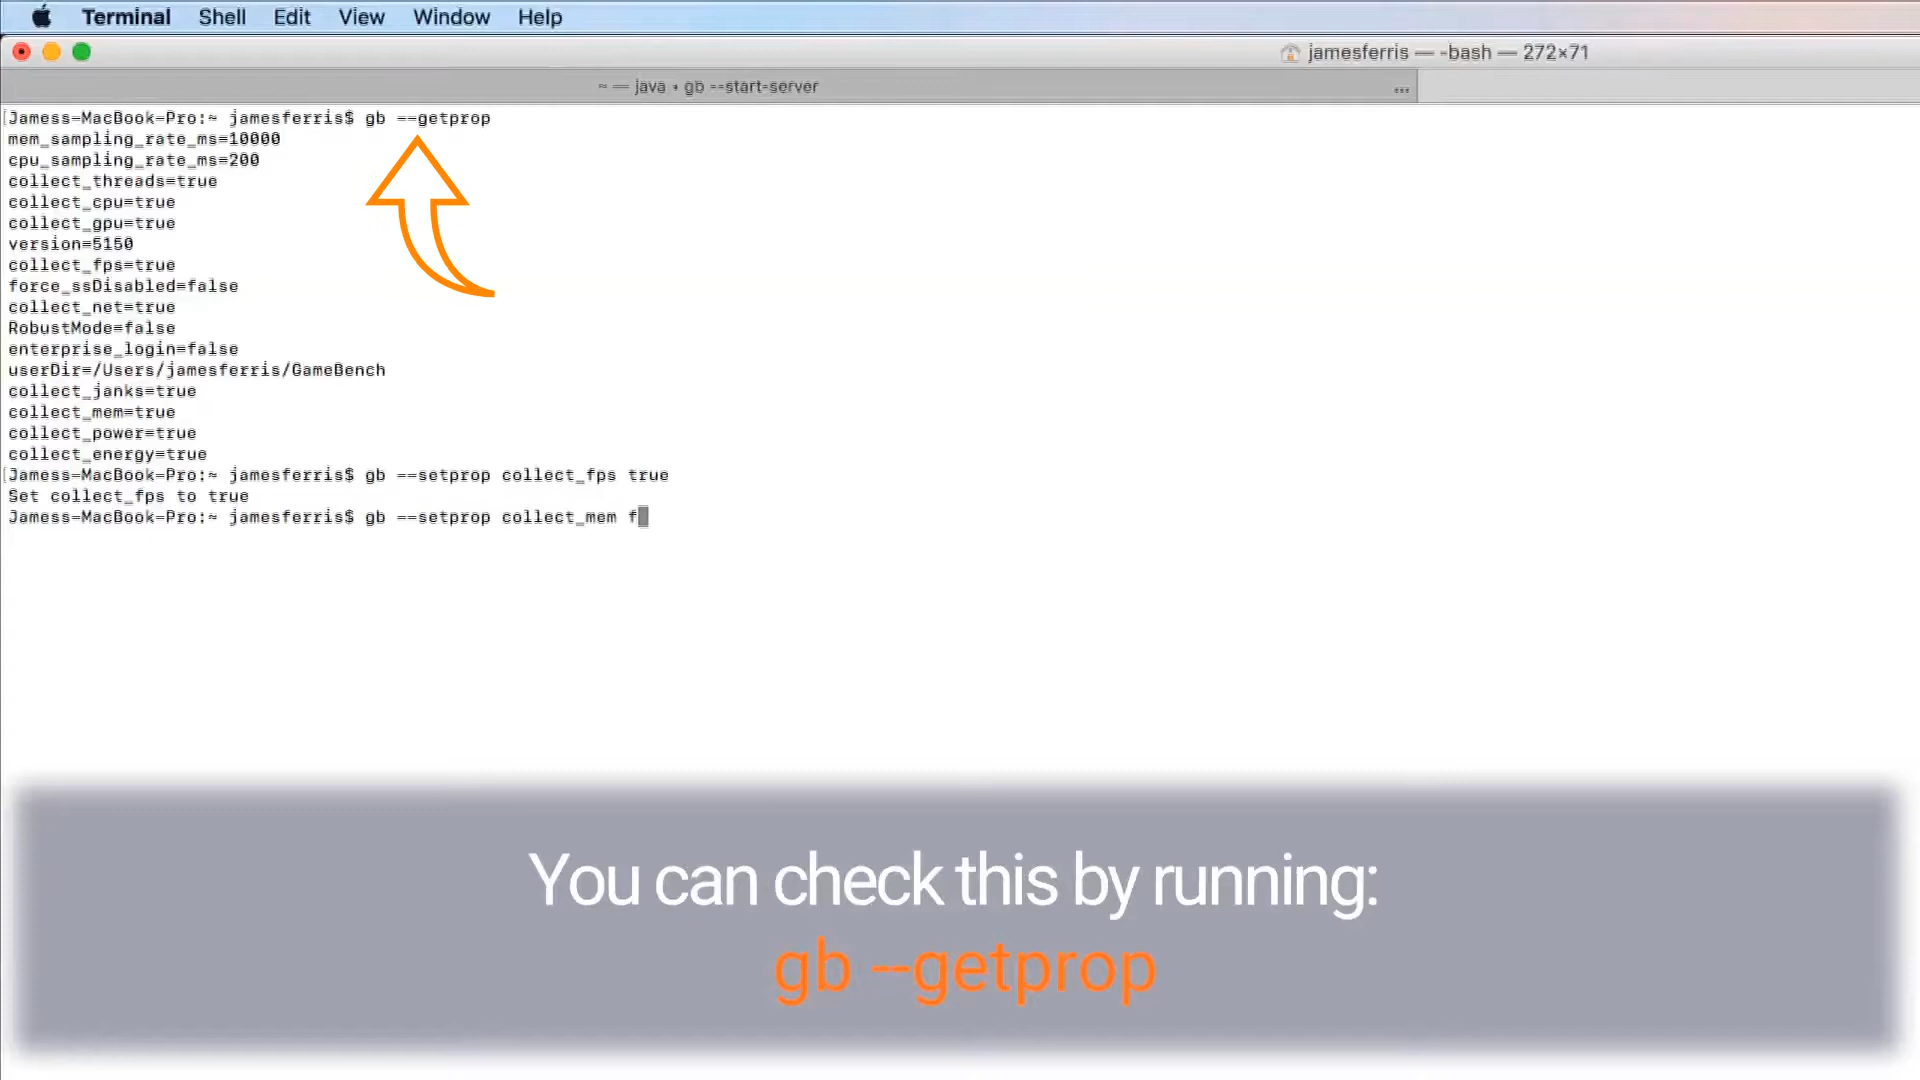 Terminal Shell Edit View Window Help
jamesferris — -bash — 272×71
~ — java • gb --start-server ...
[Jamess-MacBook-Pro:~ jamesferris$ gb --getprop
mem_sampling_rate_ms=10000
cpu_sampling_rate_ms=200
collect_threads=true
collect_cpu=true
collect_gpu=true
version=5150
collect_fps=true
force_ssDisabled=false
collect_net=true
RobustMode=false
enterprise_login=false
userDir=/Users/jamesferris/GameBench
collect_janks=true
collect_mem=true
collect_power=true
collect_energy=true
[Jamess-MacBook-Pro:~ jamesferris$ gb --setprop collect_fps true
Set collect_fps to true
Jamess-MacBook-Pro:~ jamesferris$ gb --setprop collect_mem f
You can check this by running:
gb --getprop